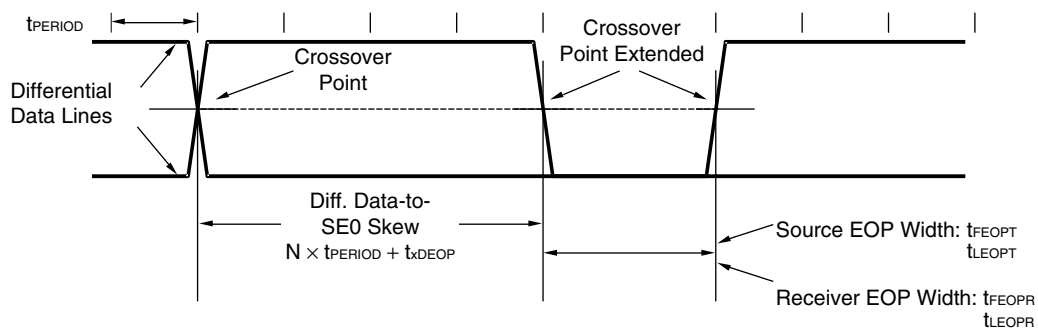 tPERIOD
Crossover
Point
Crossover
Point Extended
Differential
Data Lines
Diff. Data-to-
SE0 Skew
N × tPERIOD + txDEOP
Source EOP Width: tFEOPT
tLEOPT
Receiver EOP Width: tFEOPR
tLEOPR